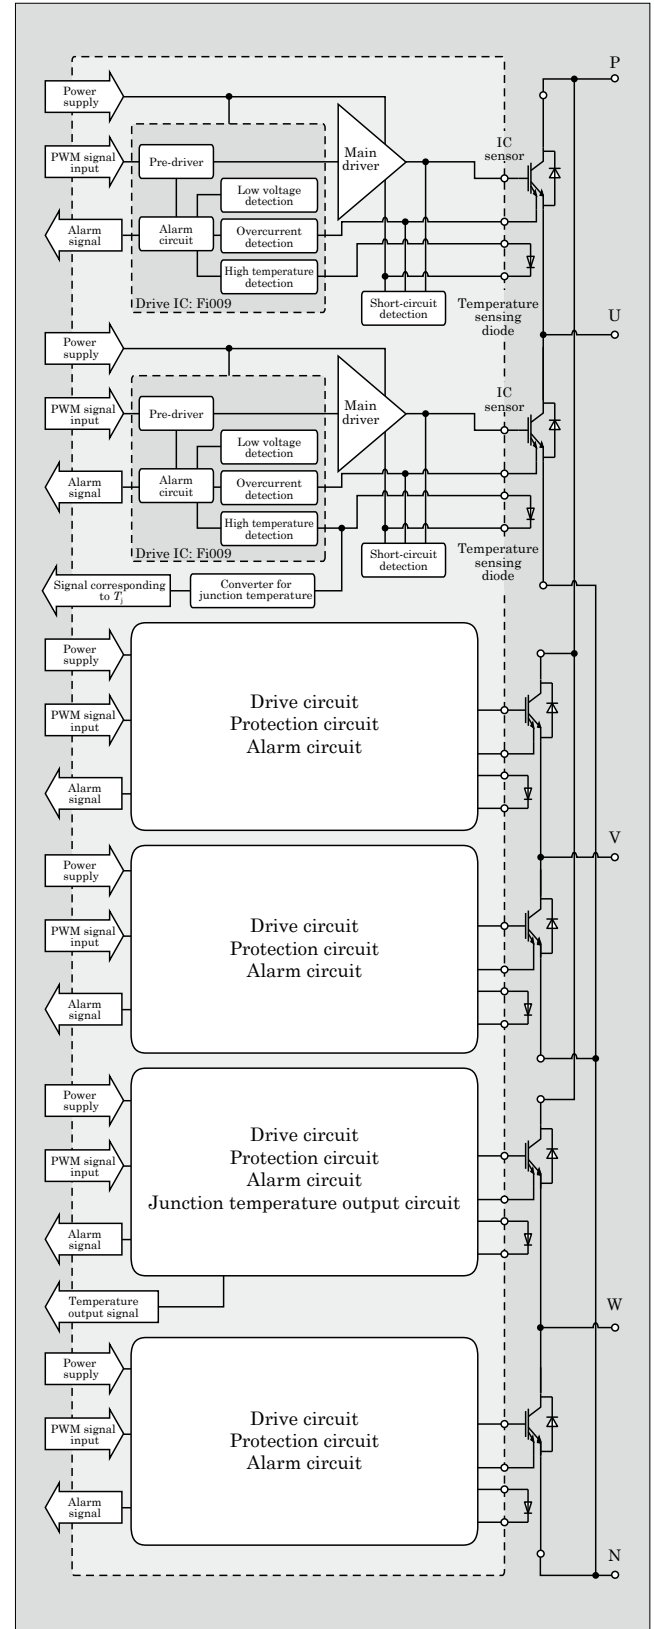 P
Power
supply
IC
sensor
PWM signal
input
Pre-driver
Main
driver
Low voltage
detection
Alarm
signal
Alarm
circuit
Overcurrent
detection
High temperature
detection
Drive IC: Fi009
Short-circuit
detection
Temperature
sensing
diode
U
Power
supply
IC
sensor
PWM signal
input
Pre-driver
Main
driver
Low voltage
detection
Alarm
signal
Alarm
circuit
Overcurrent
detection
High temperature
detection
Drive IC: Fi009
Short-circuit
detection
Temperature
sensing
diode
Signal corresponding
to Tj
Converter for
junction temperature
Power
supply
PWM signal
input
Alarm
signal
Drive circuit
Protection circuit
Alarm circuit
V
Power
supply
PWM signal
input
Alarm
signal
Drive circuit
Protection circuit
Alarm circuit
Power
supply
PWM signal
input
Alarm
signal
Drive circuit
Protection circuit
Alarm circuit
Junction temperature output circuit
Temperature
output signal
W
Power
supply
PWM signal
input
Alarm
signal
Drive circuit
Protection circuit
Alarm circuit
N